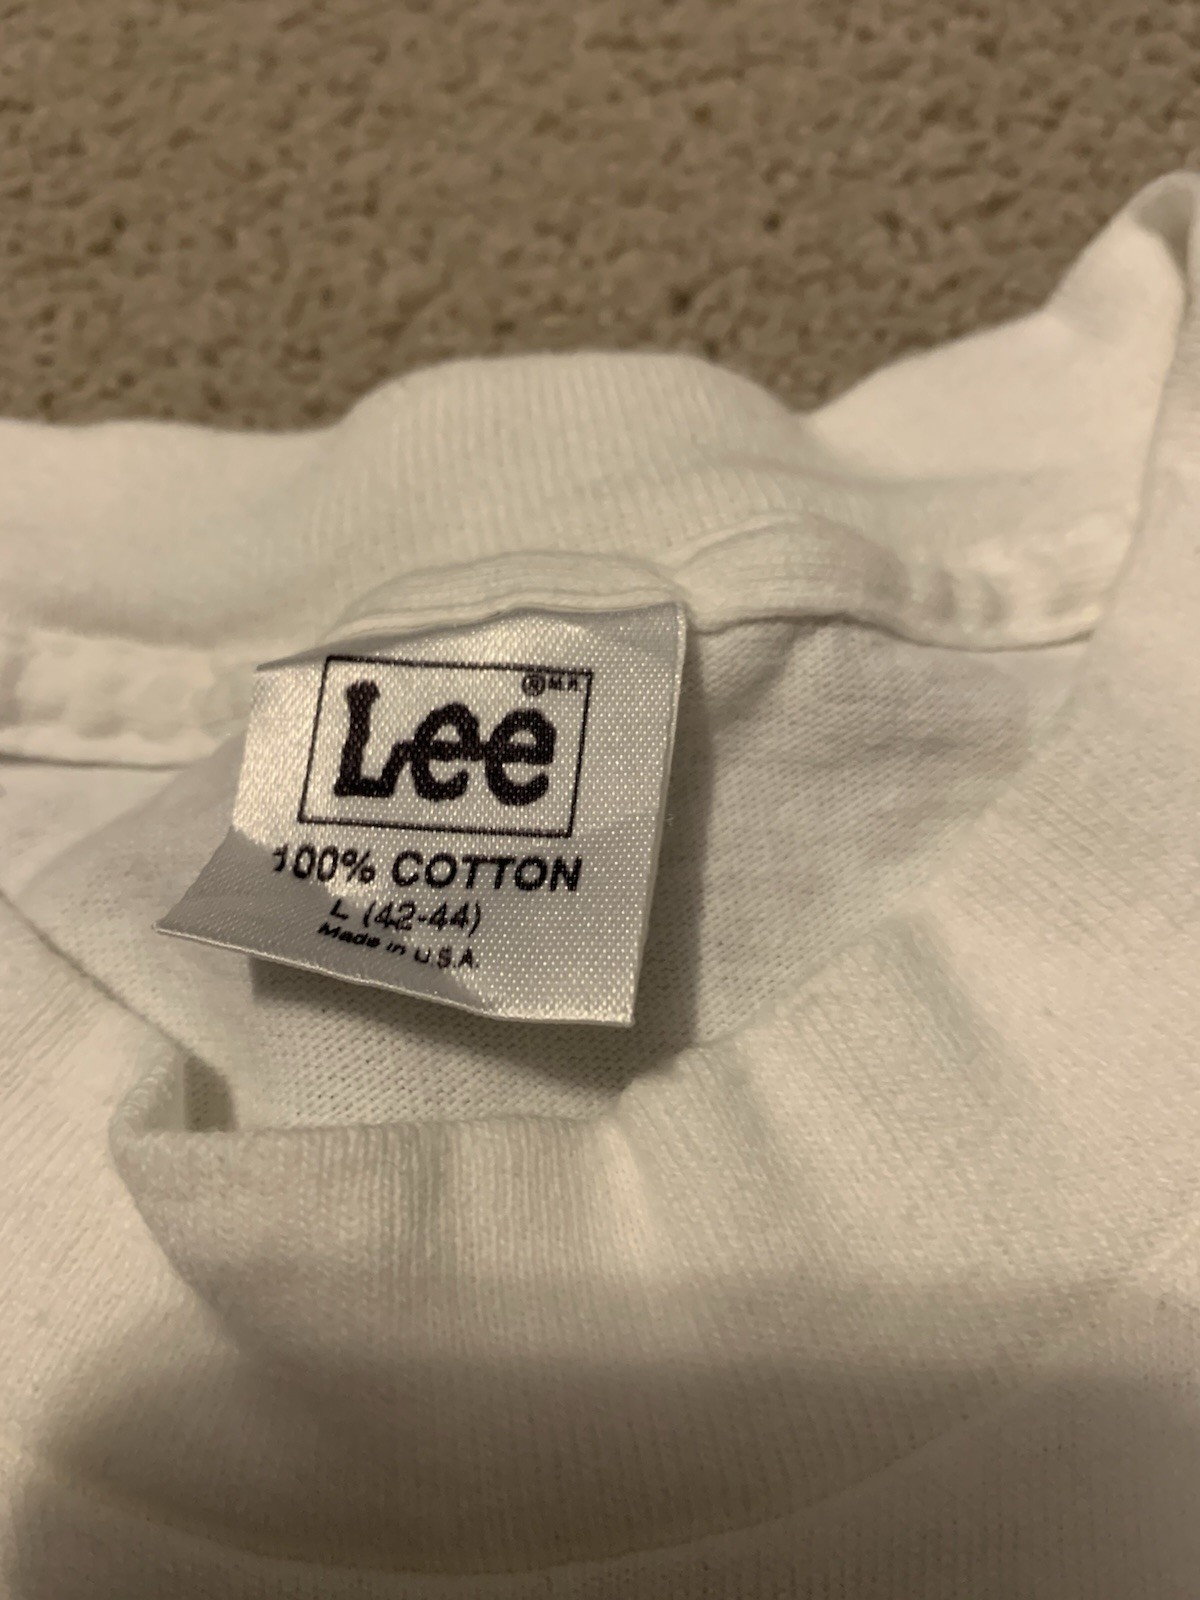 Lee ® M.R.
100% COTTON
L (42-44)
Made in U.S.A.